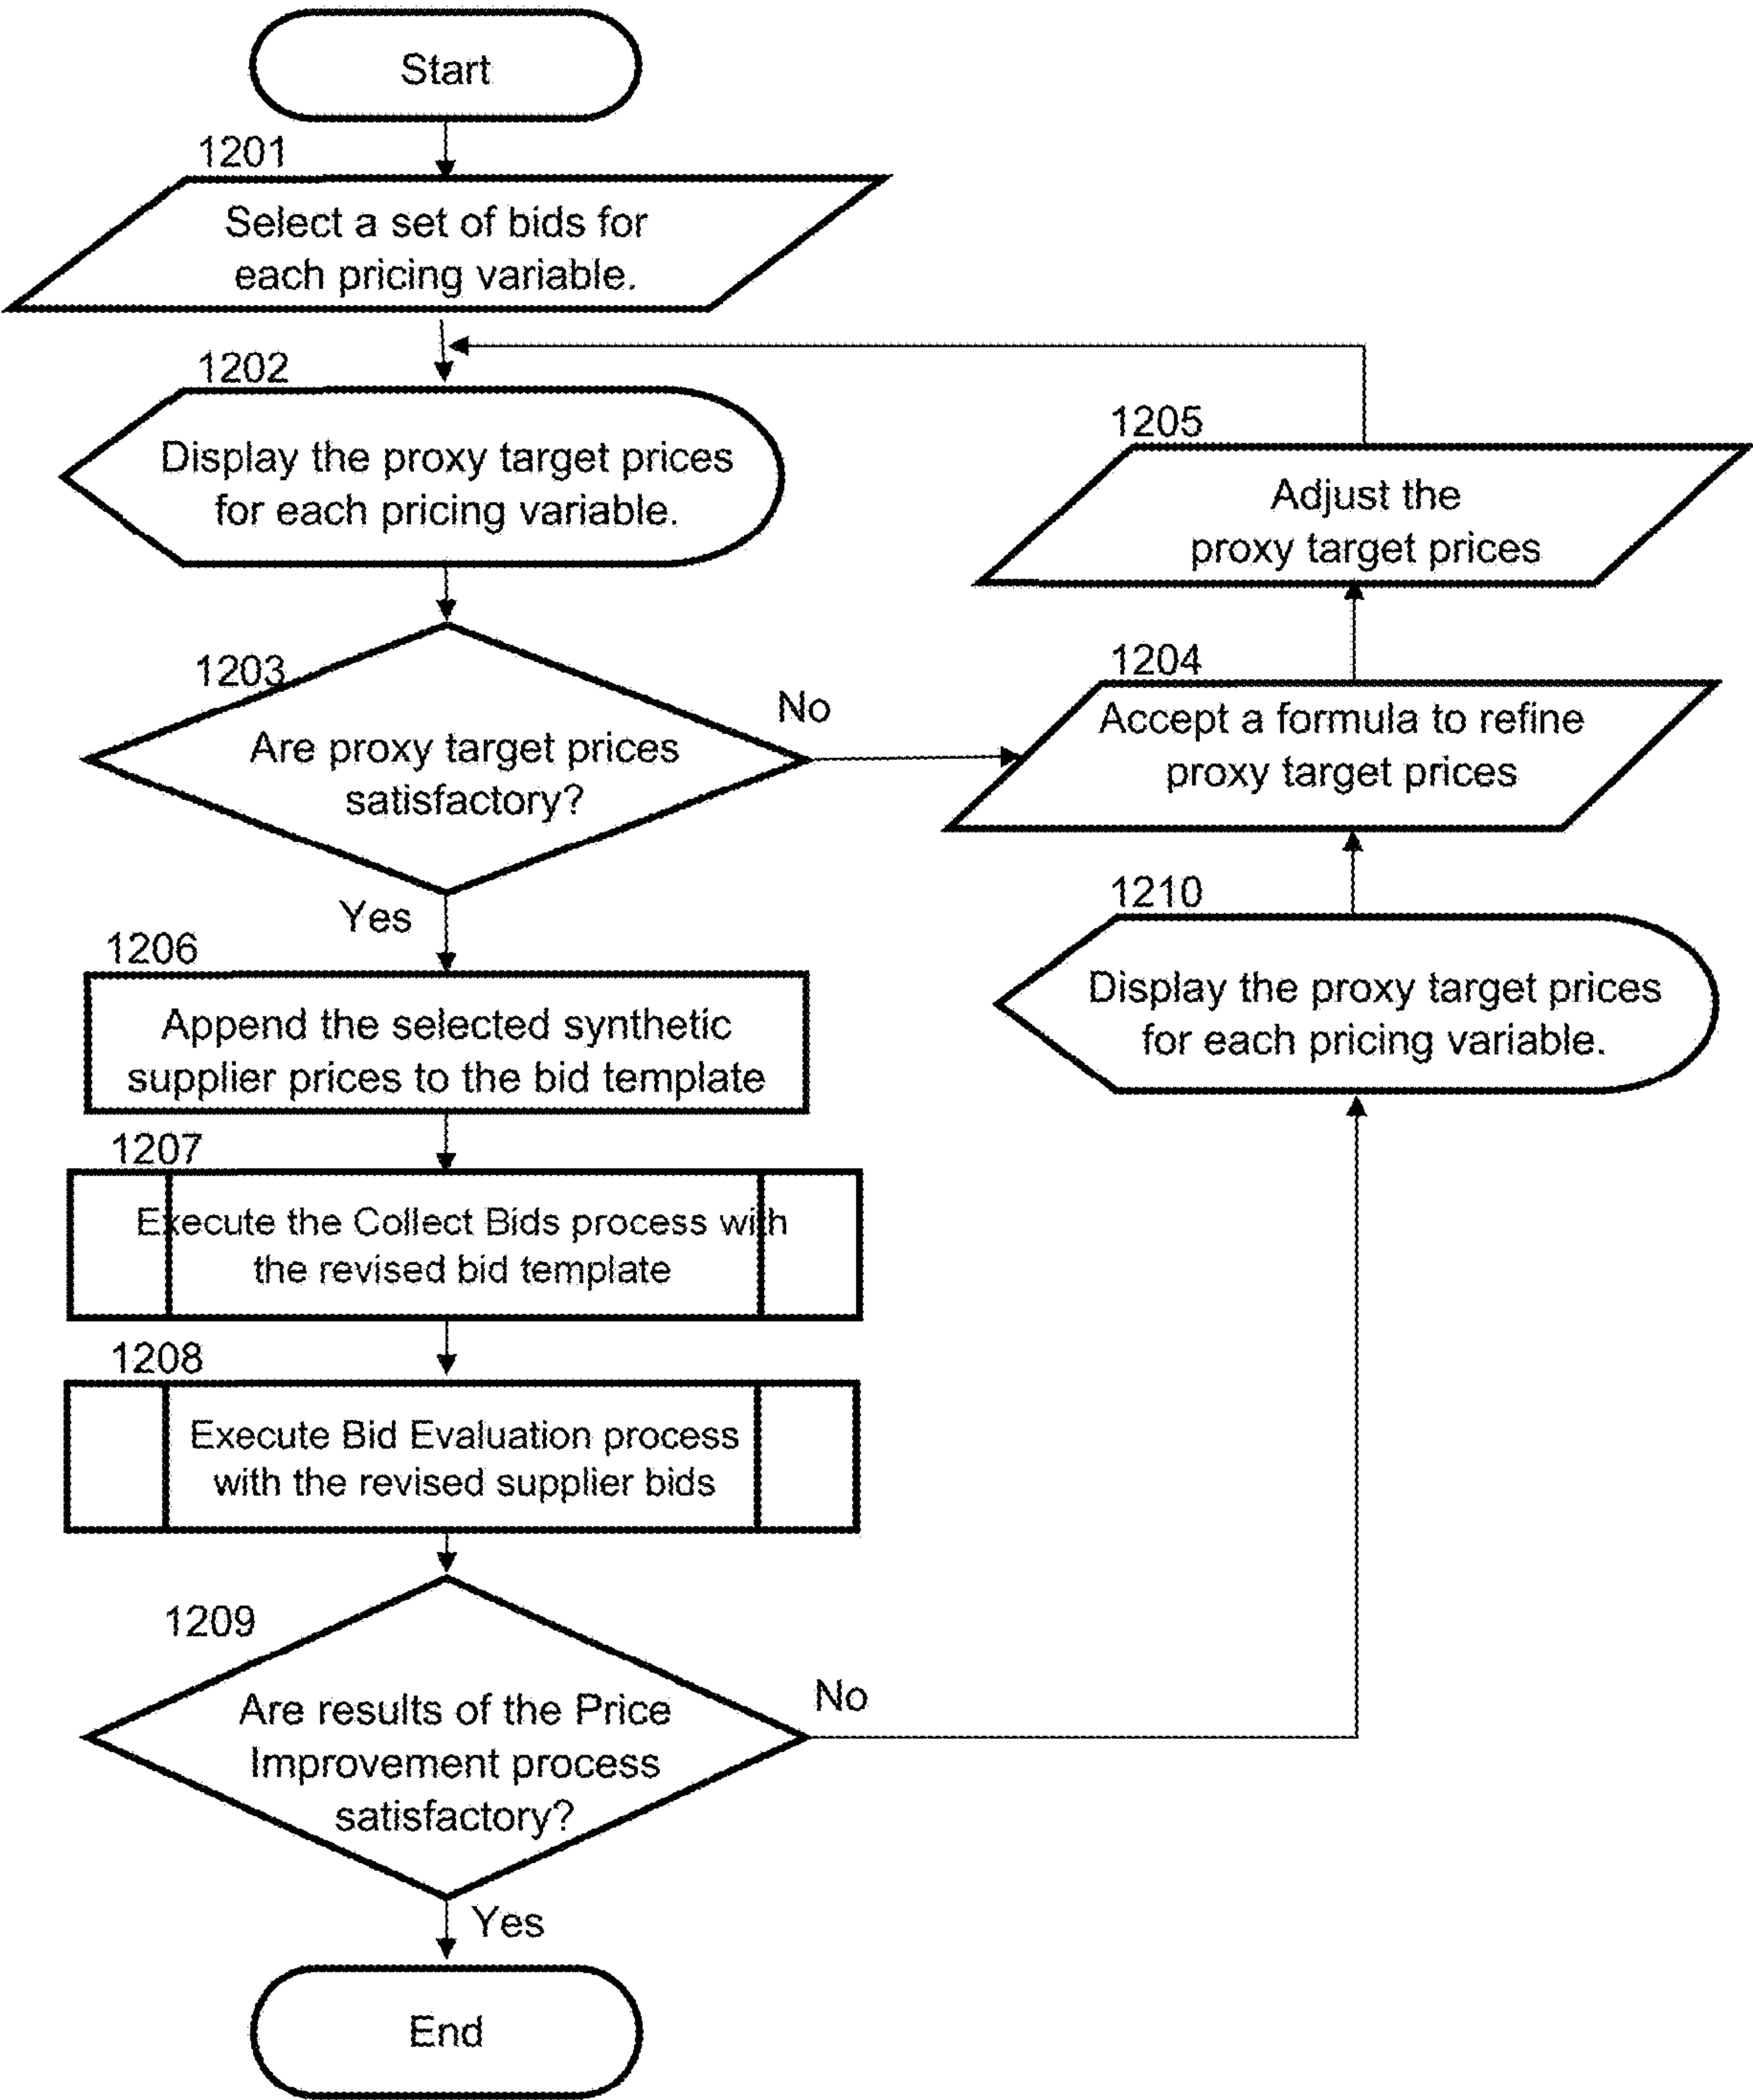 Start
1201
Select a set of bids for
each pricing variable.
1202
Display the proxy target prices
for each pricing variable.
1203
Are proxy target prices
satisfactory?
No
Yes
1205
Adjust the
proxy target prices
1204
Accept a formula to refine
proxy target prices
1210
Display the proxy target prices
for each pricing variable.
1206
Append the selected synthetic
supplier prices to the bid template
1207
Execute the Collect Bids process with
the revised bid template
1208
Execute Bid Evaluation process
with the revised supplier bids
1209
Are results of the Price
Improvement process
satisfactory?
No
Yes
End